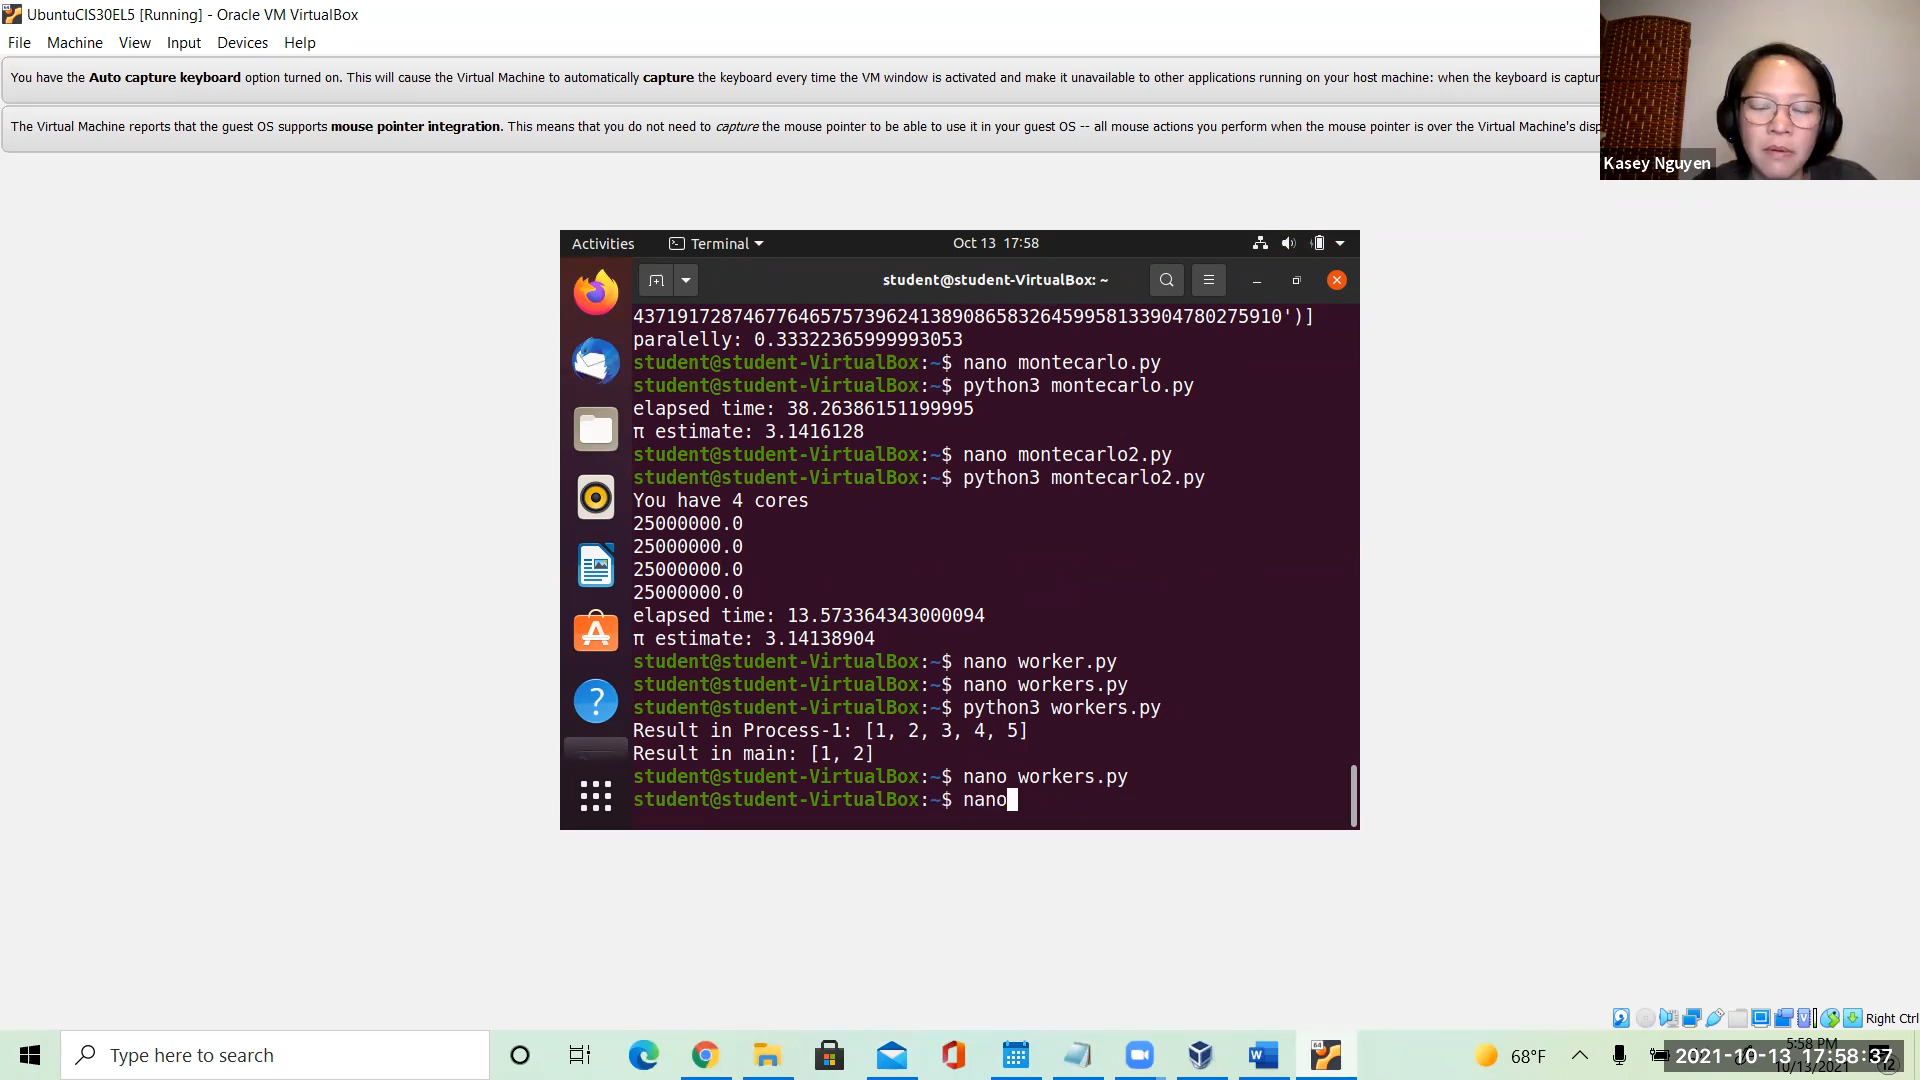 UbuntuCIS30EL5 [Running] - Oracle VM VirtualBox
File Machine View Input Devices Help
You have the Auto capture keyboard option turned on. This will cause the Virtual Machine to automatically capture the keyboard every time the VM window is activated and make it unavailable to other applications running on your host machine: when the keyboard is captur
The Virtual Machine reports that the guest OS supports mouse pointer integration. This means that you do not need to capture the mouse pointer to be able to use it in your guest OS -- all mouse actions you perform when the mouse pointer is over the Virtual Machine's disp
Kasey Nguyen
Activities Terminal Oct 13 17:58
student@student-VirtualBox: ~
437191728746776465757396241389086583264599581339047802759​10')]
paralelly: 0.33322365999993053
student@student-VirtualBox:~$ nano montecarlo.py
student@student-VirtualBox:~$ python3 montecarlo.py
elapsed time: 38.26386151199995
π estimate: 3.1416128
student@student-VirtualBox:~$ nano montecarlo2.py
student@student-VirtualBox:~$ python3 montecarlo2.py
You have 4 cores
25000000.0
25000000.0
25000000.0
25000000.0
elapsed time: 13.573364343000094
π estimate: 3.14138904
student@student-VirtualBox:~$ nano worker.py
student@student-VirtualBox:~$ nano workers.py
student@student-VirtualBox:~$ python3 workers.py
Result in Process-1: [1, 2, 3, 4, 5]
Result in main: [1, 2]
student@student-VirtualBox:~$ nano workers.py
student@student-VirtualBox:~$ nano
Right Ctrl
Type here to search
68°F
5:58 PM
10/13/2021
2021-10-13 17:58:37
12